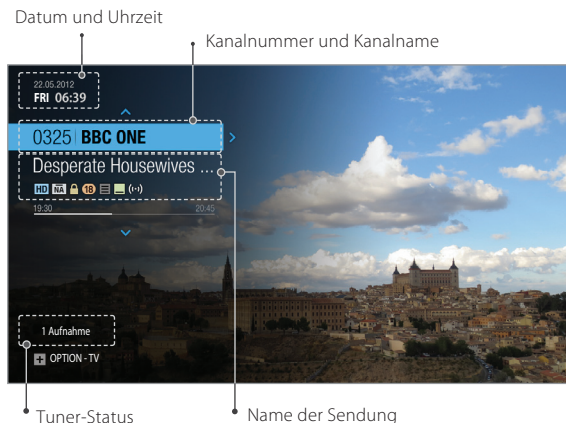 Datum und Uhrzeit
Kanalnummer und Kanalname
22.05.2012
FRI 06:39
0325 BBC ONE
Desperate Housewives ...
HD NA 18
19:30 20:45
1 Aufnahme
+ OPTION - TV
Tuner-Status
Name der Sendung